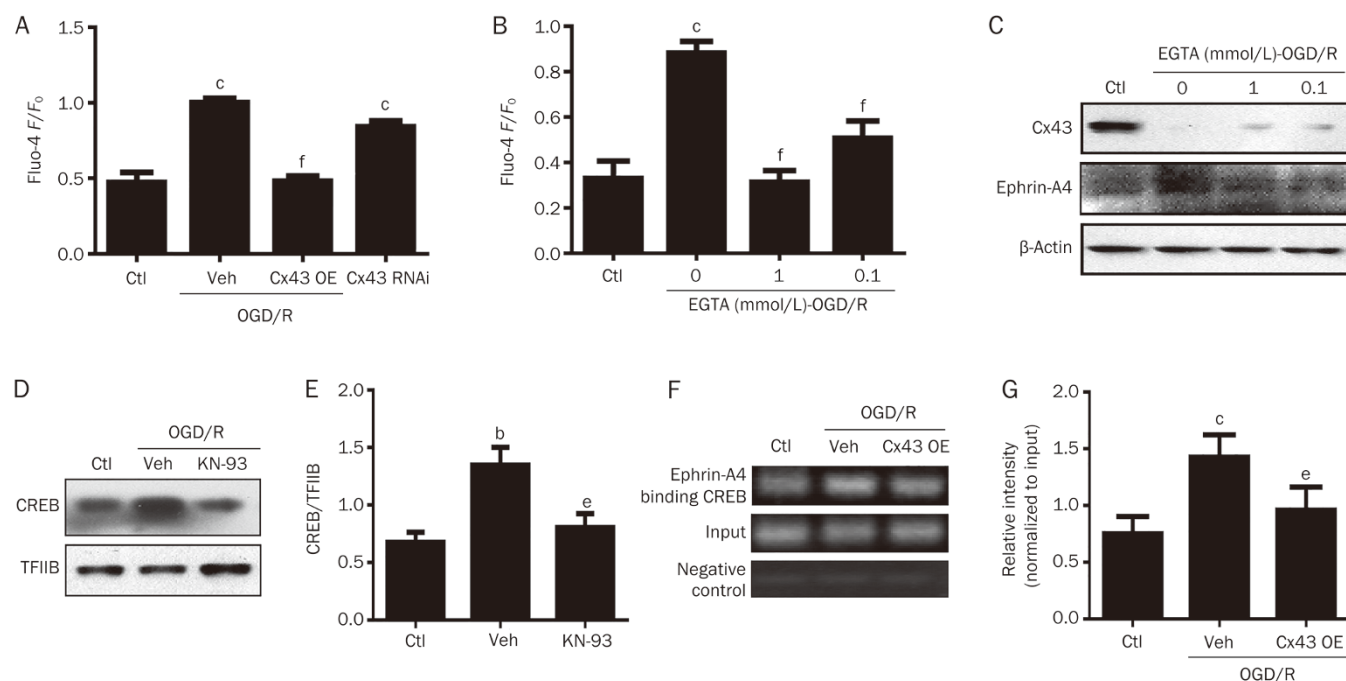 A
Fluo-4 F/F0
1.5
1.0
0.5
0.0
c
f
c
Ctl Veh Cx43 OE Cx43 RNAi
OGD/R
B
Fluo-4 F/F0
1.0
0.8
0.6
0.4
0.2
0.0
c
f
f
Ctl 0 1 0.1
EGTA (mmol/L)-OGD/R
C
EGTA (mmol/L)-OGD/R
Ctl 0 1 0.1
Cx43
Ephrin-A4
β-Actin
D
OGD/R
Ctl Veh KN-93
CREB
TFIIB
E
CREB/TFIIB
2.0
1.5
1.0
0.5
0.0
b
e
Ctl Veh KN-93
F
OGD/R
Ctl Veh Cx43 OE
Ephrin-A4
binding CREB
Input
Negative
control
G
Relative intensity
(normalized to input)
2.0
1.5
1.0
0.5
0.0
c
e
Ctl Veh Cx43 OE
OGD/R